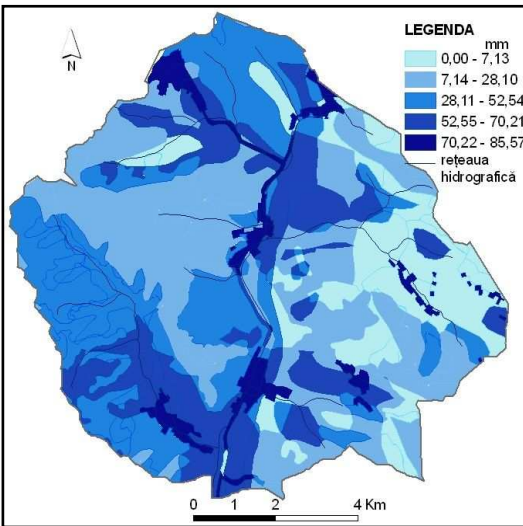 LEGENDA
mm
0,00 - 7,13
7,14 - 28,10
28,11 - 52,54
52,55 - 70,21
70,22 - 85,57
rețeaua
hidrografică
N
0 1 2 4 Km